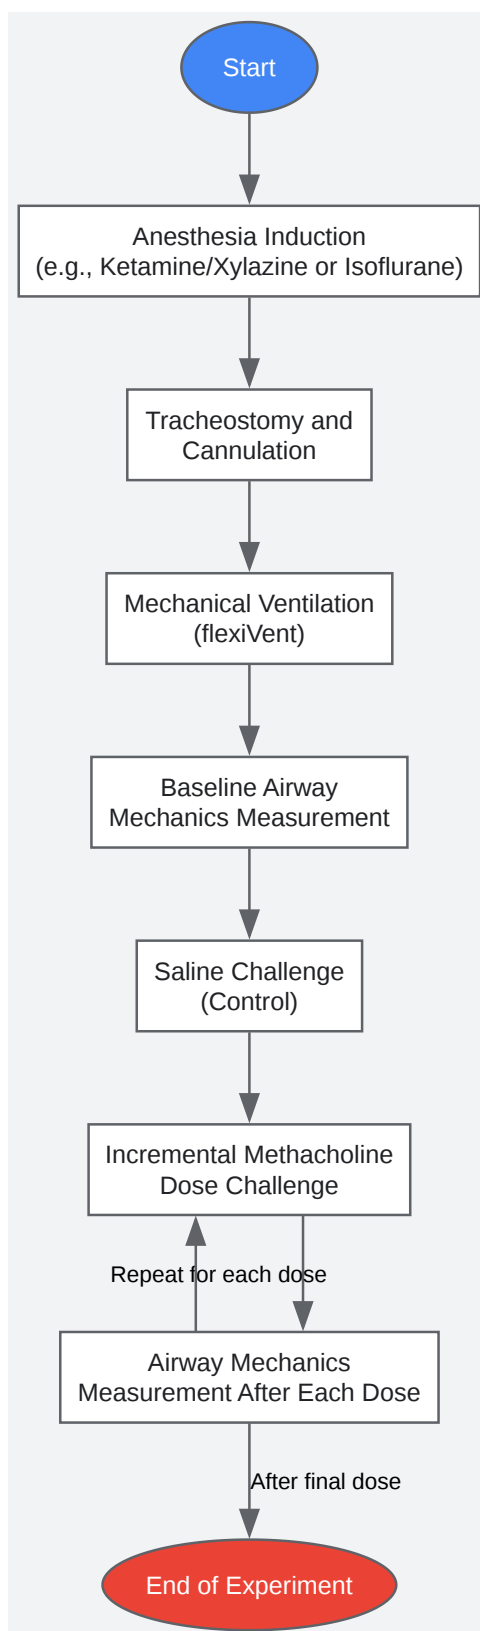 Start
Anesthesia Induction
(e.g., Ketamine/Xylazine or Isoflurane)
Tracheostomy and
Cannulation
Mechanical Ventilation
(flexiVent)
Baseline Airway
Mechanics Measurement
Saline Challenge
(Control)
Incremental Methacholine
Dose Challenge
Repeat for each dose
Airway Mechanics
Measurement After Each Dose
After final dose
End of Experiment